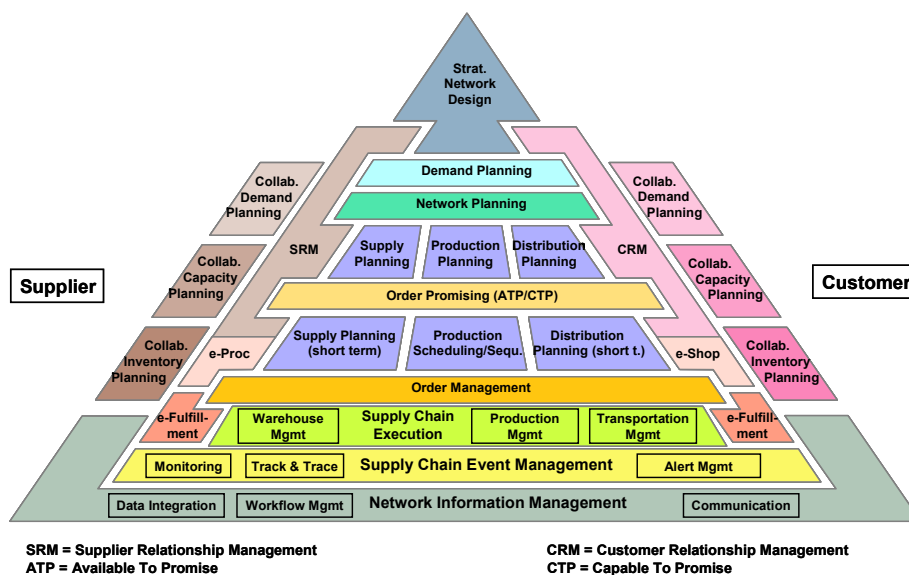 Strat.
Network
Design
Demand Planning
Network Planning
Collab.
Demand
Planning
Collab.
Demand
Planning
SRM
Supply
Planning
Production
Planning
Distribution
Planning
CRM
Supplier
Collab.
Capacity
Planning
Collab.
Capacity
Planning
Customer
Order Promising (ATP/CTP)
Supply Planning
(short term)
Production
Scheduling/Sequ.
Distribution
Planning (short t.)
Collab.
Inventory
Planning
e-Proc
e-Shop
Collab.
Inventory
Planning
Order Management
e-Fulfill-
ment
Warehouse
Mgmt
Supply Chain
Execution
Production
Mgmt
Transportation
Mgmt
e-Fulfill-
ment
Monitoring
Track & Trace
Supply Chain Event Management
Alert Mgmt
Data Integration
Workflow Mgmt
Network Information Management
Communication
SRM = Supplier Relationship Management
ATP = Available To Promise
CRM = Customer Relationship Management
CTP = Capable To Promise